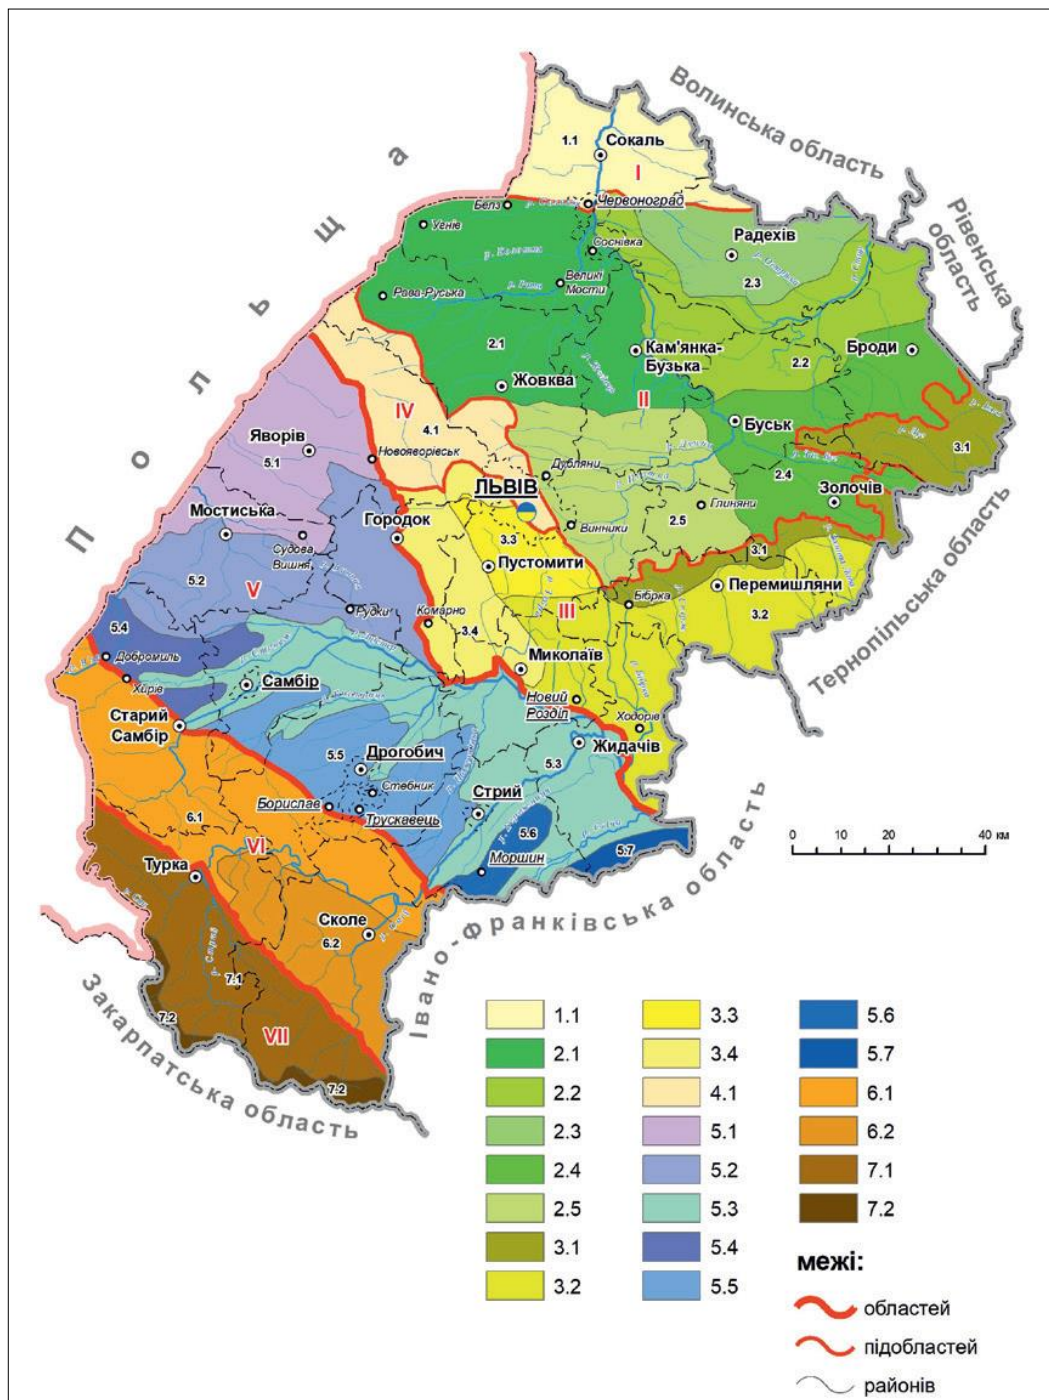 Польща
Волинська область
Рівенська
область
Тернопільська область
Івано-Франківська область
Закарпатська область
1.1
Сокаль
I
Белз
Червоноград
Угнів
Соснівка
Радехів
2.3
Великі
Мости
Рава-Руська
2.1
Кам'янка-
Бузька
2.2
Броди
Жовква
II
IV
4.1
Буськ
3.1
Яворів
5.1
Новояворівськ
Дубляни
2.4
Золочів
ЛЬВІВ
Мостиська
Городок
Глиняни
Винники
2.5
3.3
Судова
Вишня
Пустомити
3.1
5.2
V
Перемишляни
Бібрка
3.2
Рудки
Комарно
III
5.4
3.4
Добромиль
Миколаїв
Хирів
Самбір
Новий
Розділ
Старий
Самбір
Ходорів
Дрогобич
5.5
5.3
Жидачів
Стебник
Борислав
Трускавець
Стрий
6.1
5.6
5.7
VI
Моршин
Турка
Сколе
6.2
7.1
7.2
VII
7.2
0 10 20 40 км
1.1
2.1
2.2
2.3
2.4
2.5
3.1
3.2
3.3
3.4
4.1
5.1
5.2
5.3
5.4
5.5
5.6
5.7
6.1
6.2
7.1
7.2
межі:
областей
підобластей
районів